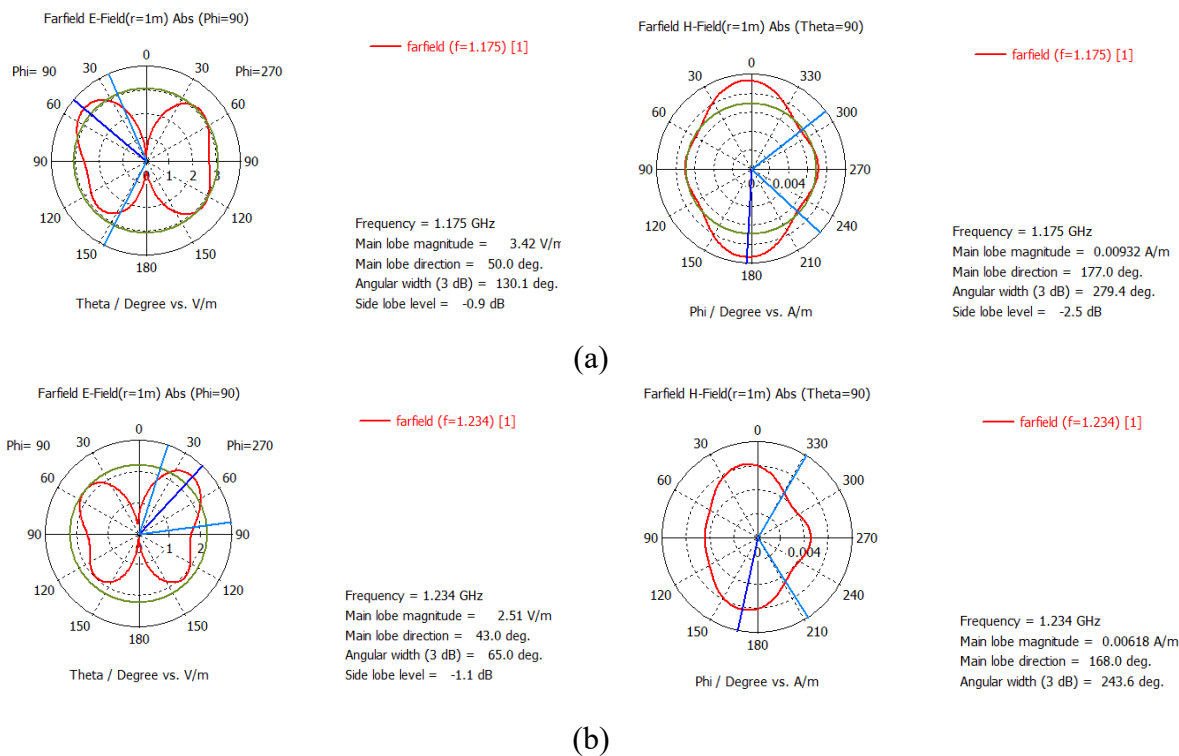 Farfield E-Field(r=1m) Abs (Phi=90)
farfield (f=1.175) [1]
0
Phi= 90 30 30 Phi=270
60 60
90 0 1 2 3 90
120 120
150 150
180
Theta / Degree vs. V/m
Frequency = 1.175 GHz
Main lobe magnitude = 3.42 V/m
Main lobe direction = 50.0 deg.
Angular width (3 dB) = 130.1 deg.
Side lobe level = -0.9 dB
Farfield H-Field(r=1m) Abs (Theta=90)
farfield (f=1.175) [1]
0
30 330
60 300
90 0 0.004 270
120 240
150 210
180
Phi / Degree vs. A/m
Frequency = 1.175 GHz
Main lobe magnitude = 0.00932 A/m
Main lobe direction = 177.0 deg.
Angular width (3 dB) = 279.4 deg.
Side lobe level = -2.5 dB
(a)
Farfield E-Field(r=1m) Abs (Phi=90)
farfield (f=1.234) [1]
0
Phi= 90 30 30 Phi=270
60 60
90 0 1 2 90
120 120
150 150
180
Theta / Degree vs. V/m
Frequency = 1.234 GHz
Main lobe magnitude = 2.51 V/m
Main lobe direction = 43.0 deg.
Angular width (3 dB) = 65.0 deg.
Side lobe level = -1.1 dB
Farfield H-Field(r=1m) Abs (Theta=90)
farfield (f=1.234) [1]
0
30 330
60 300
90 0 0.004 270
120 240
150 210
180
Phi / Degree vs. A/m
Frequency = 1.234 GHz
Main lobe magnitude = 0.00618 A/m
Main lobe direction = 168.0 deg.
Angular width (3 dB) = 243.6 deg.
(b)